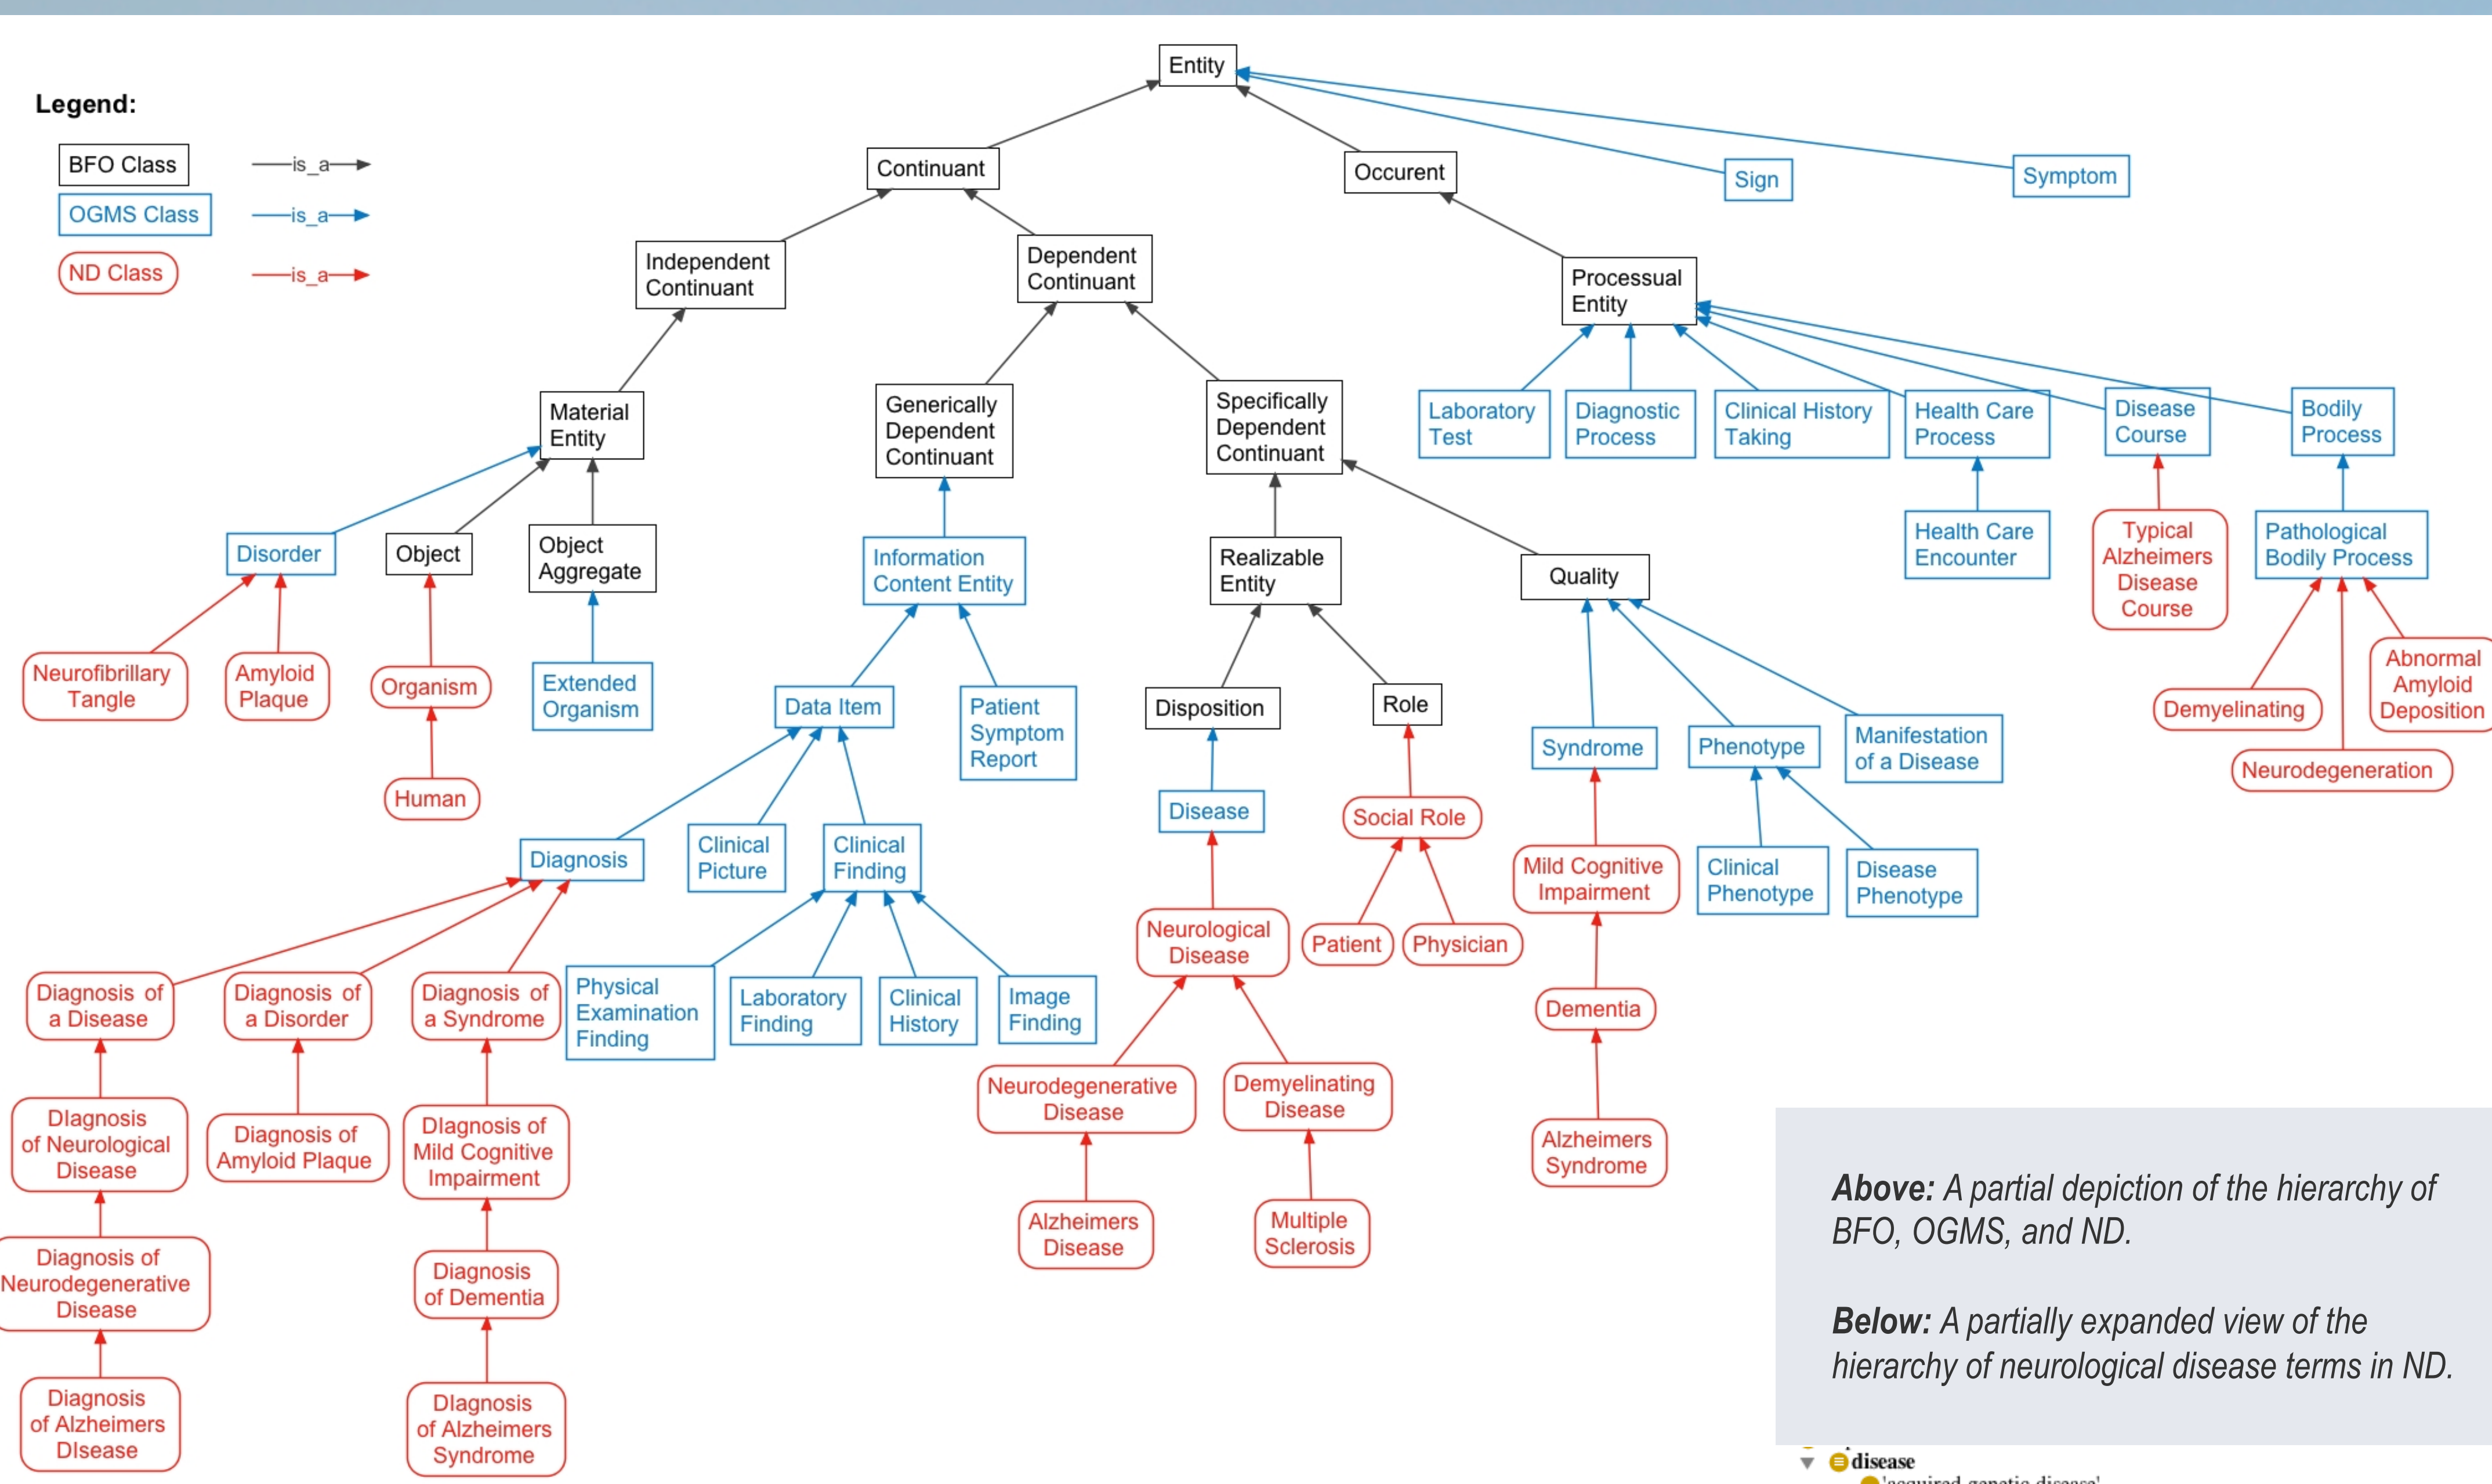 Entity
Legend:
BFO Class
is_a
OGMS Class
is_a
ND Class
is_a
Continuant
Occurent
Sign
Symptom
Independent
Continuant
Dependent
Continuant
Processual
Entity
Material
Entity
Generically
Dependent
Continuant
Specifically
Dependent
Continuant
Laboratory
Test
Diagnostic
Process
Clinical History
Taking
Health Care
Process
Disease
Course
Bodily
Process
Disorder
Object
Object
Aggregate
Information
Content Entity
Realizable
Entity
Quality
Health Care
Encounter
Typical
Alzheimers
Disease
Course
Pathological
Bodily Process
Neurofibrillary
Tangle
Amyloid
Plaque
Organism
Extended
Organism
Data Item
Patient
Symptom
Report
Disposition
Role
Syndrome
Phenotype
Manifestation
of a Disease
Demyelinating
Abnormal
Amyloid
Deposition
Neurodegeneration
Human
Diagnosis
Clinical
Picture
Clinical
Finding
Disease
Social Role
Mild Cognitive
Impairment
Clinical
Phenotype
Disease
Phenotype
Neurological
Disease
Patient
Physician
Diagnosis of
a Disease
Diagnosis of
a Disorder
Diagnosis of
a Syndrome
Physical
Examination
Finding
Laboratory
Finding
Clinical
History
Image
Finding
Dementia
Neurodegenerative
Disease
Demyelinating
Disease
DIagnosis
of Neurological
Disease
Diagnosis of
Amyloid Plaque
DIagnosis of
Mild Cognitive
Impairment
Alzheimers
Syndrome
Alzheimers
Disease
Multiple
Sclerosis
Diagnosis of
Neurodegenerative
Disease
Diagnosis
of Dementia
Diagnosis
of Alzheimers
DIsease
DIagnosis
of Alzheimers
Syndrome
Above: A partial depiction of the hierarchy of
BFO, OGMS, and ND.
Below: A partially expanded view of the
hierarchy of neurological disease terms in ND.
disease
'acquired genetic disease'